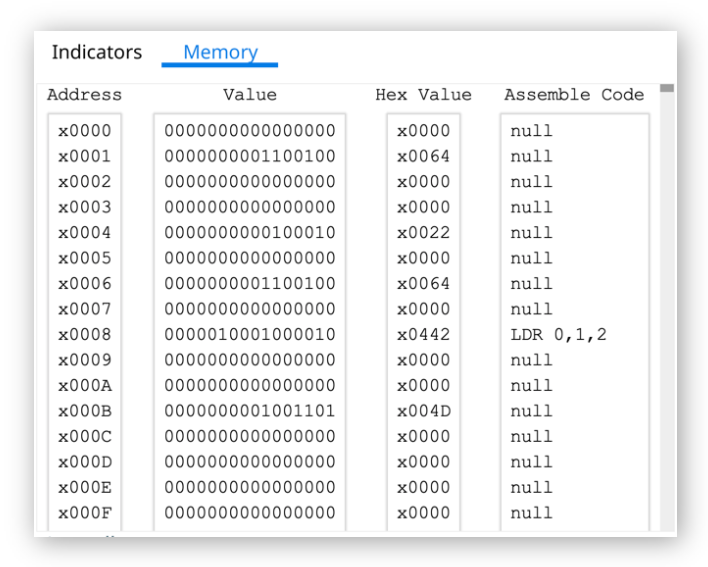 Indicators Memory
Address Value Hex Value Assemble Code
x0000 0000000000000000 x0000 null
x0001 0000000001100100 x0064 null
x0002 0000000000000000 x0000 null
x0003 0000000000000000 x0000 null
x0004 0000000000100010 x0022 null
x0005 0000000000000000 x0000 null
x0006 0000000001100100 x0064 null
x0007 0000000000000000 x0000 null
x0008 0000010001000010 x0442 LDR 0,1,2
x0009 0000000000000000 x0000 null
x000A 0000000000000000 x0000 null
x000B 0000000001001101 x004D null
x000C 0000000000000000 x0000 null
x000D 0000000000000000 x0000 null
x000E 0000000000000000 x0000 null
x000F 0000000000000000 x0000 null